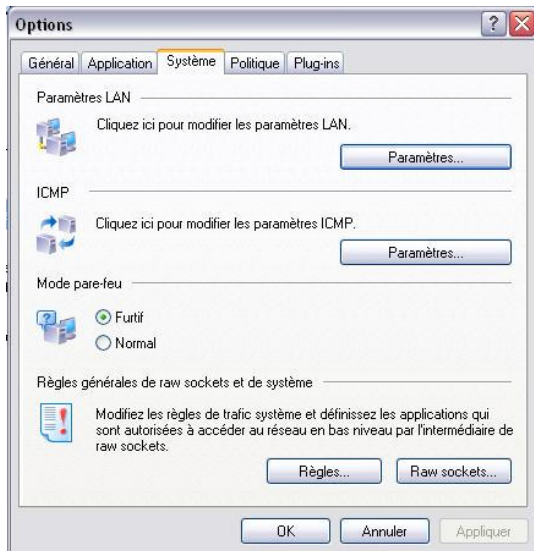 Options
Général Application Système Politique Plug-ins
Paramètres LAN
Cliquez ici pour modifier les paramètres LAN.
Paramètres...
ICMP
Cliquez ici pour modifier les paramètres ICMP.
Paramètres...
Mode pare-feu
Furtif
Normal
Règles générales de raw sockets et de système
Modifiez les règles de trafic système et définissez les applications qui
sont autorisées à accéder au réseau en bas niveau par l'intermédiaire de
raw sockets.
Règles... Raw sockets...
OK Annuler Appliquer